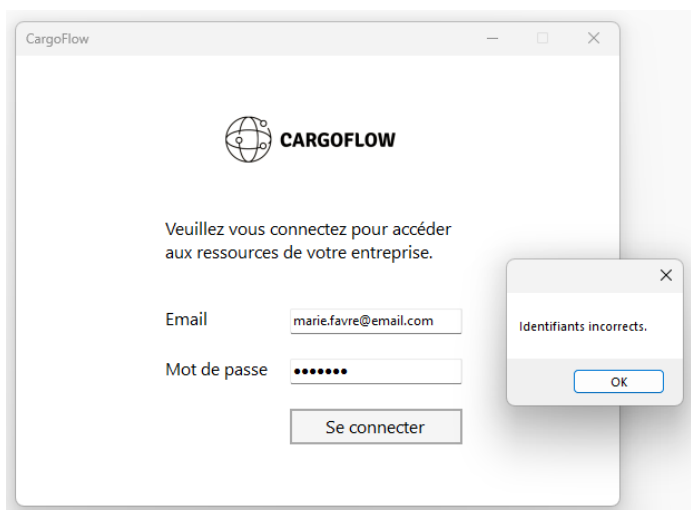 CargoFlow
CARGOFLOW
Veuillez vous connectez pour accéder
aux ressources de votre entreprise.
Email
marie.favre@email.com
Mot de passe
•••••••
Se connecter
Identifiants incorrects.
OK